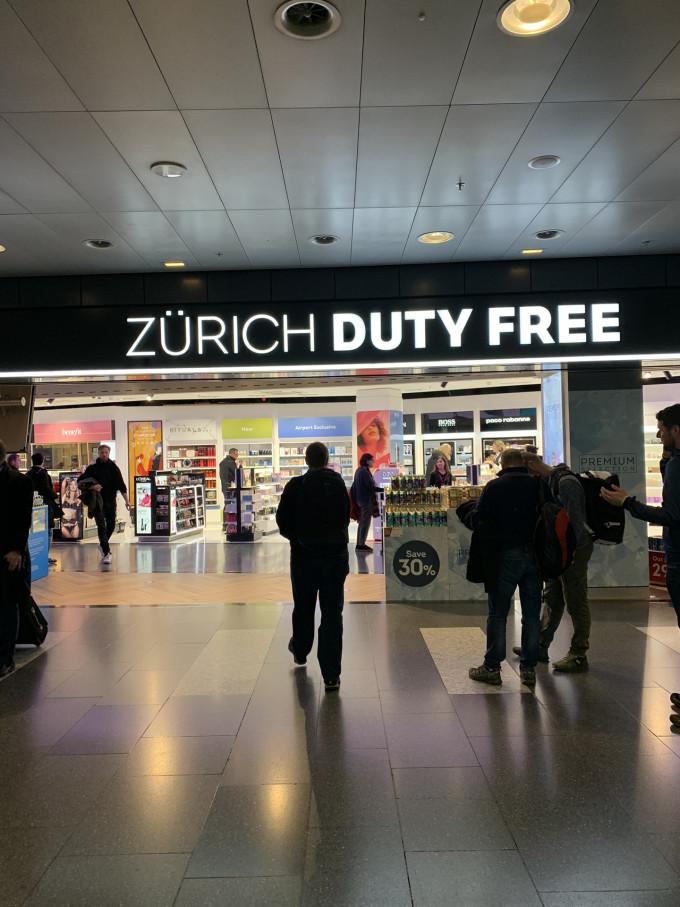 ZÜRICH DUTY FREE
benefit
RITUALS
New
Airport Exclusive
BOSS
paco rabanne
PREMIUM
Save
30%